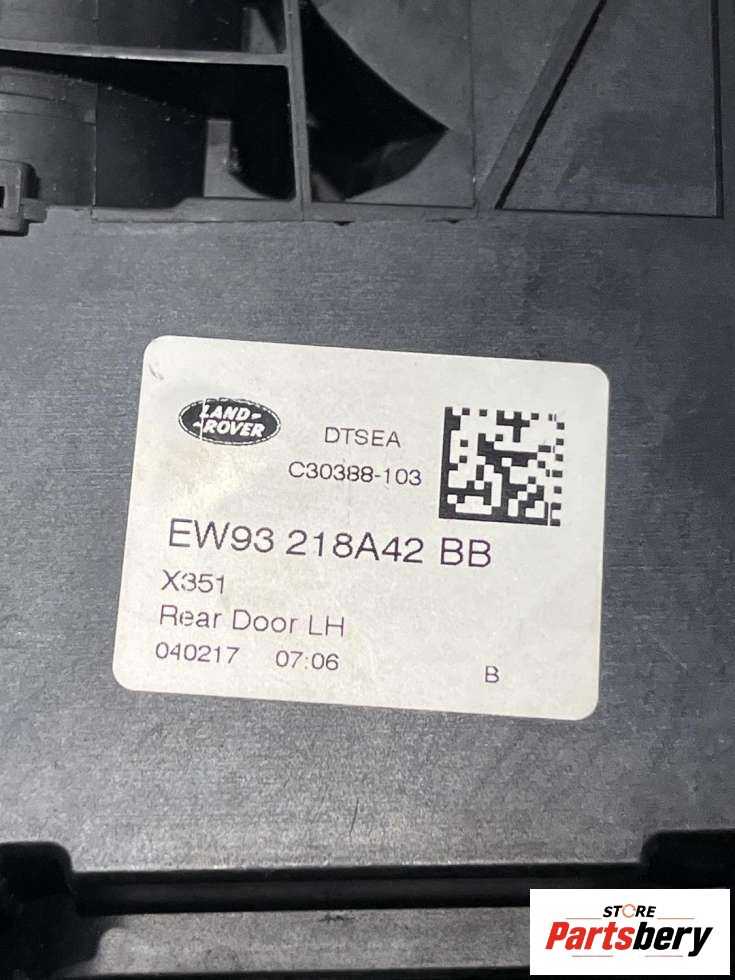 LAND-
ROVER
DTSEA
C30388-103
EW93 218A42 BB
X351
Rear Door LH
040217 07:06
B
STORE
Partsbery